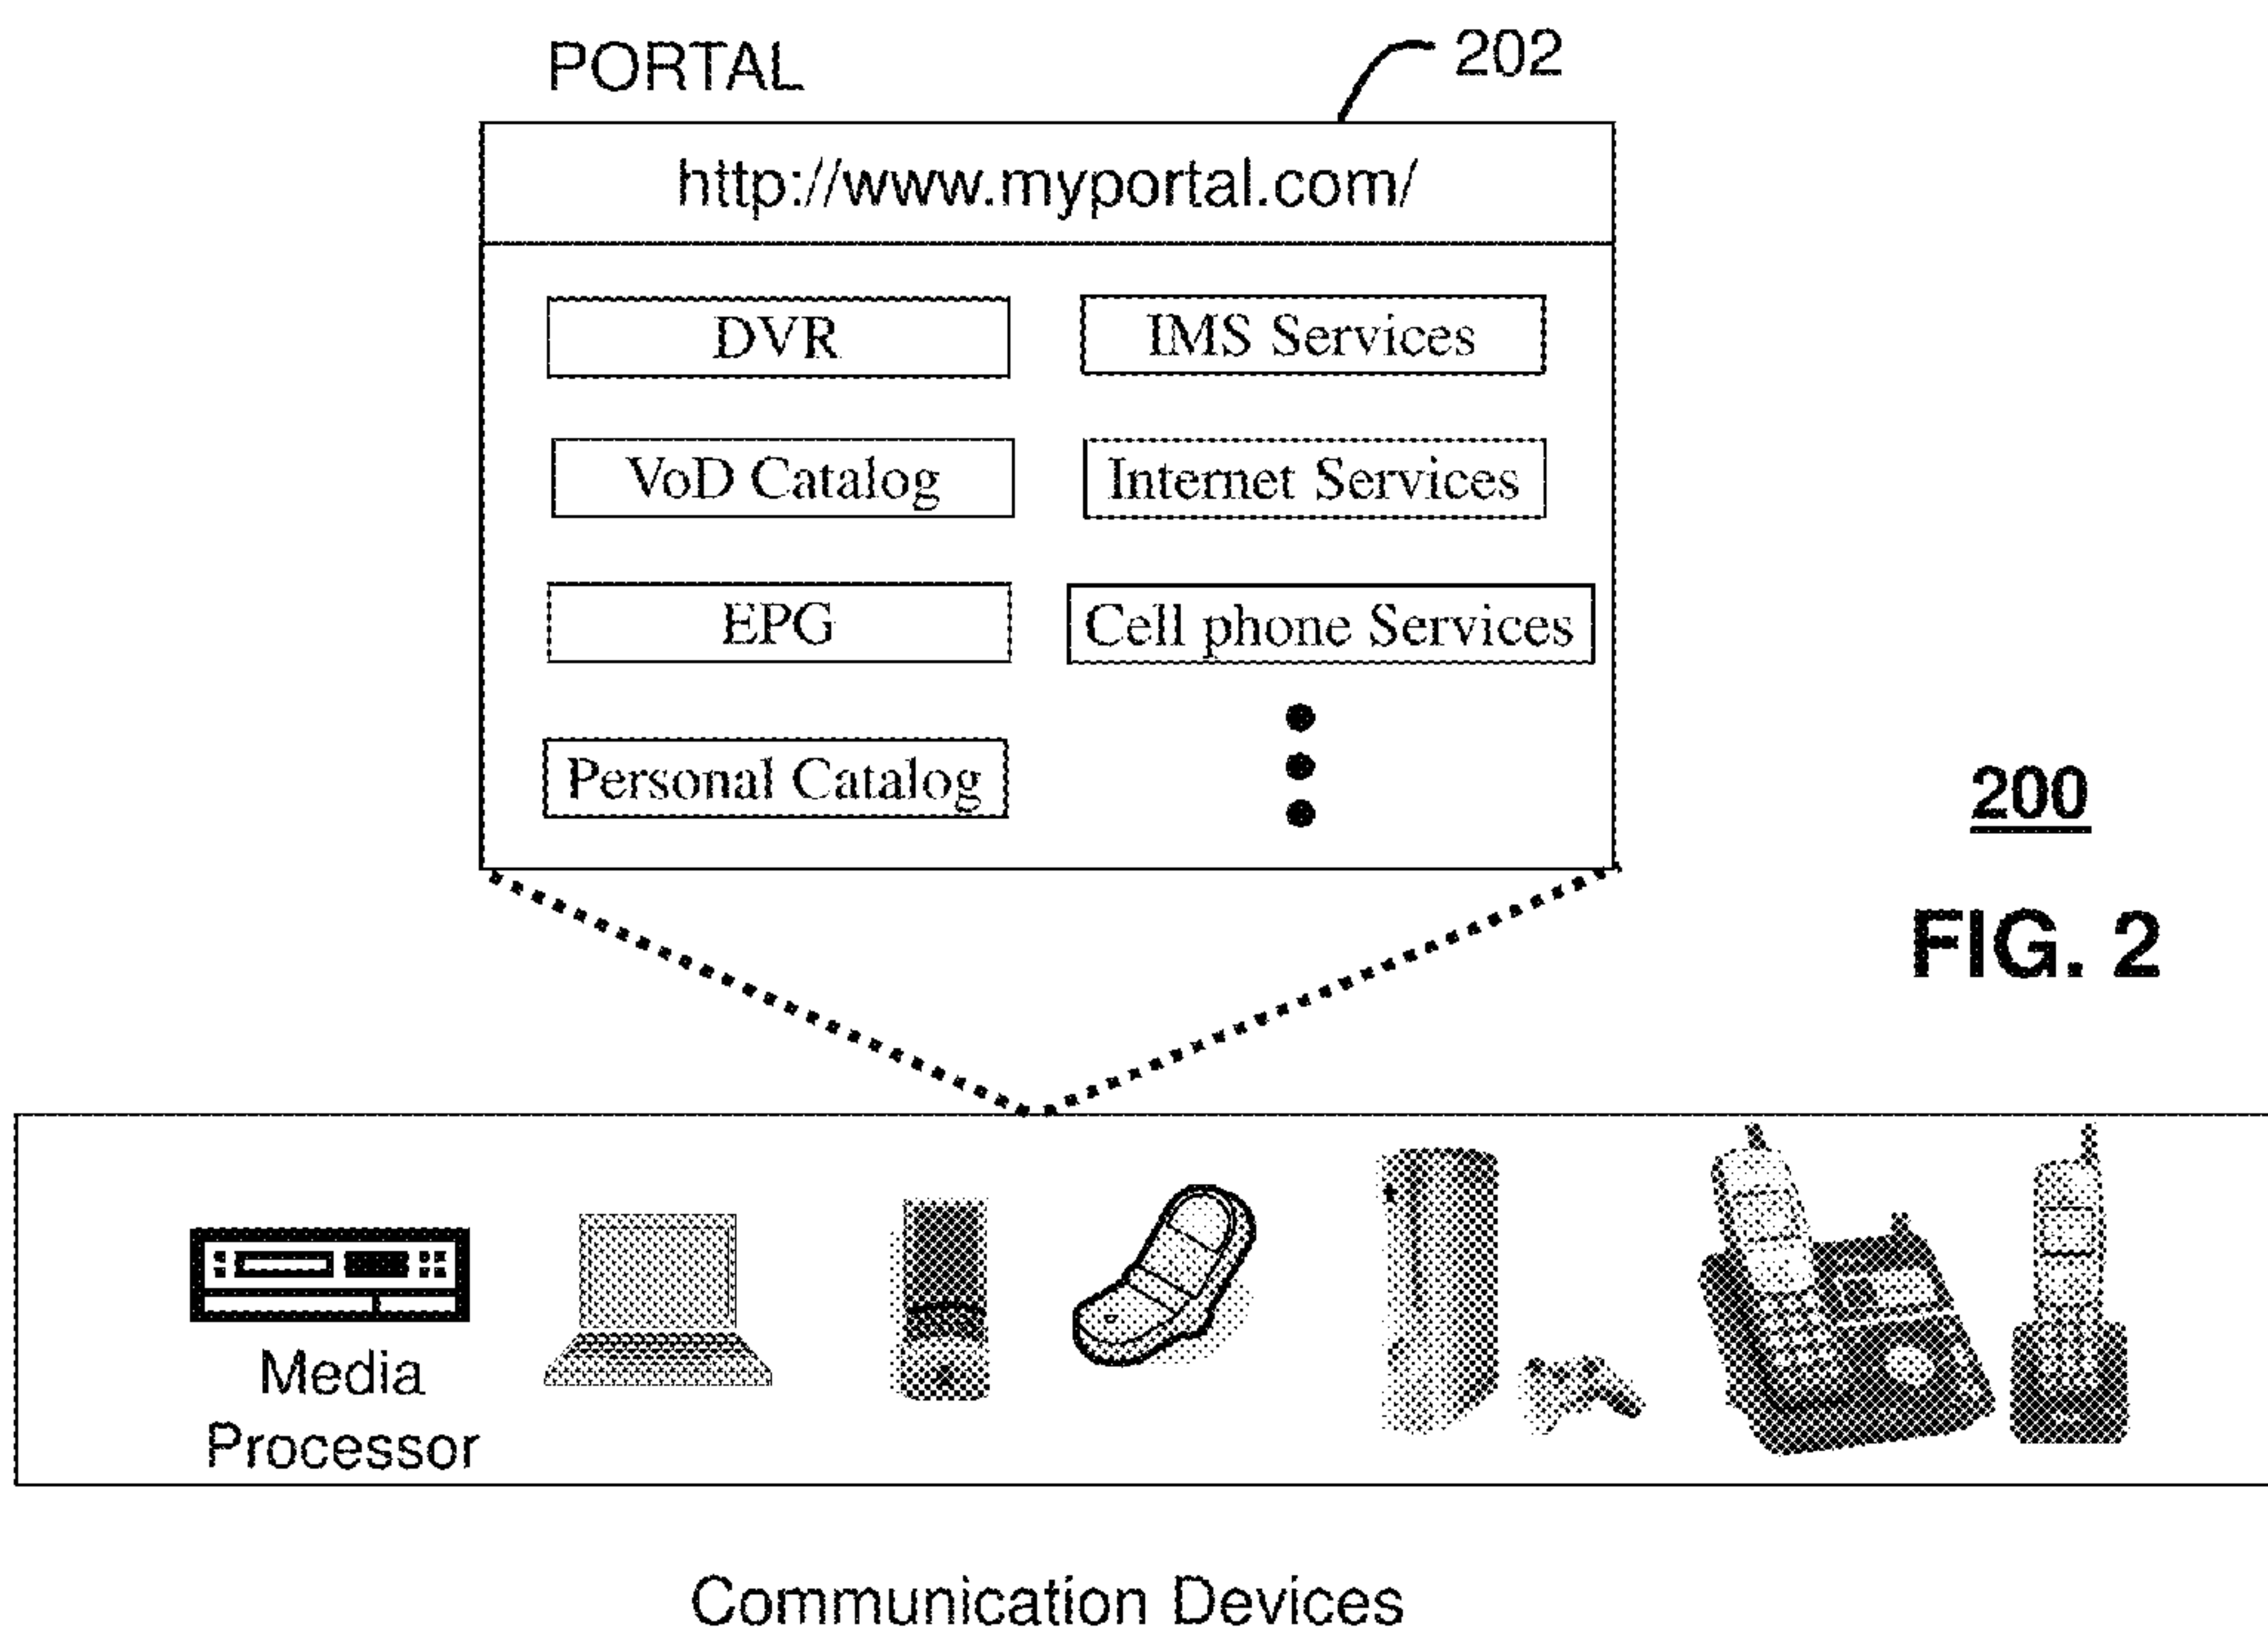 PORTAL
202
http://www.myportal.com/
DVR
IMS Services
VoD Catalog
Internet Services
EPG
Cell phone Services
Personal Catalog
200
FIG. 2
Media
Processor
Communication Devices